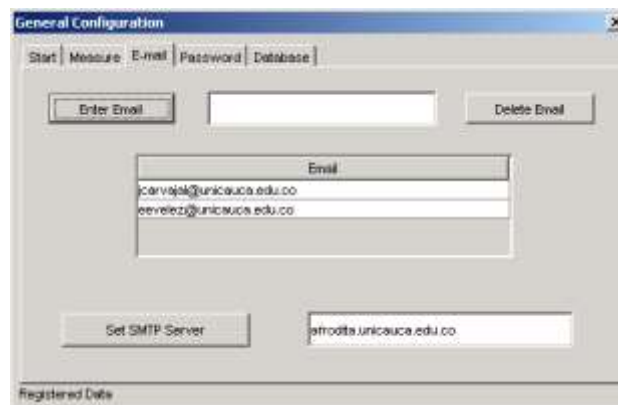 General Configuration
Start Measure E-mail Password Database
Enter Email Delete Email
Email
jcarvajal@unicauca.edu.co
eevelez@unicauca.edu.co
Set SMTP Server afrodita.unicauca.edu.co
Registered Data